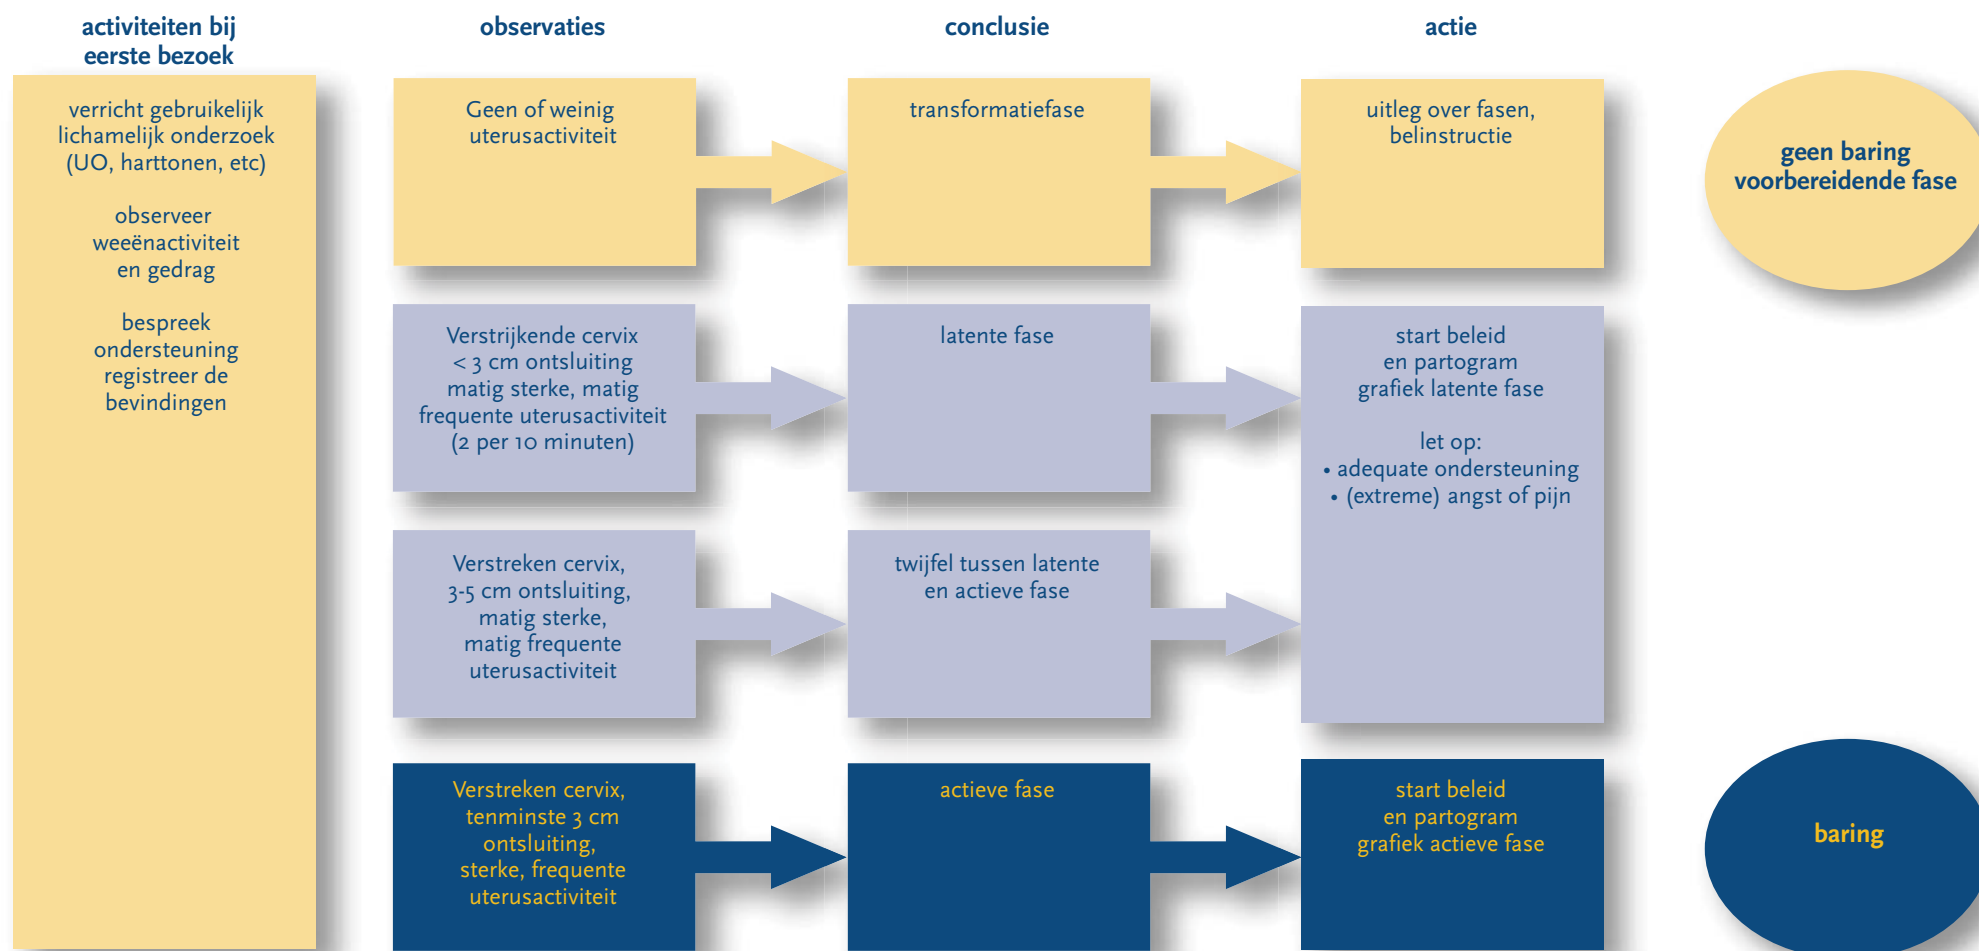 activiteiten bij
eerste bezoek
verricht gebruikelijk
lichamelijk onderzoek
(UO, harttonen, etc)
observeer
weeënactiviteit
en gedrag
bespreek
ondersteuning
registreer de
bevindingen
observaties
Geen of weinig
uterusactiviteit
Verstrijkende cervix
< 3 cm ontsluiting
matig sterke, matig
frequente uterusactiviteit
(2 per 10 minuten)
Verstreken cervix,
3-5 cm ontsluiting,
matig sterke,
matig frequente
uterusactiviteit
Verstreken cervix,
tenminste 3 cm
ontsluiting,
sterke, frequente
uterusactiviteit
conclusie
transformatiefase
latente fase
twijfel tussen latente
en actieve fase
actieve fase
actie
uitleg over fasen,
belinstructie
start beleid
en partogram
grafiek latente fase
let op:
• adequate ondersteuning
• (extreme) angst of pijn
start beleid
en partogram
grafiek actieve fase
geen baring
voorbereidende fase
baring